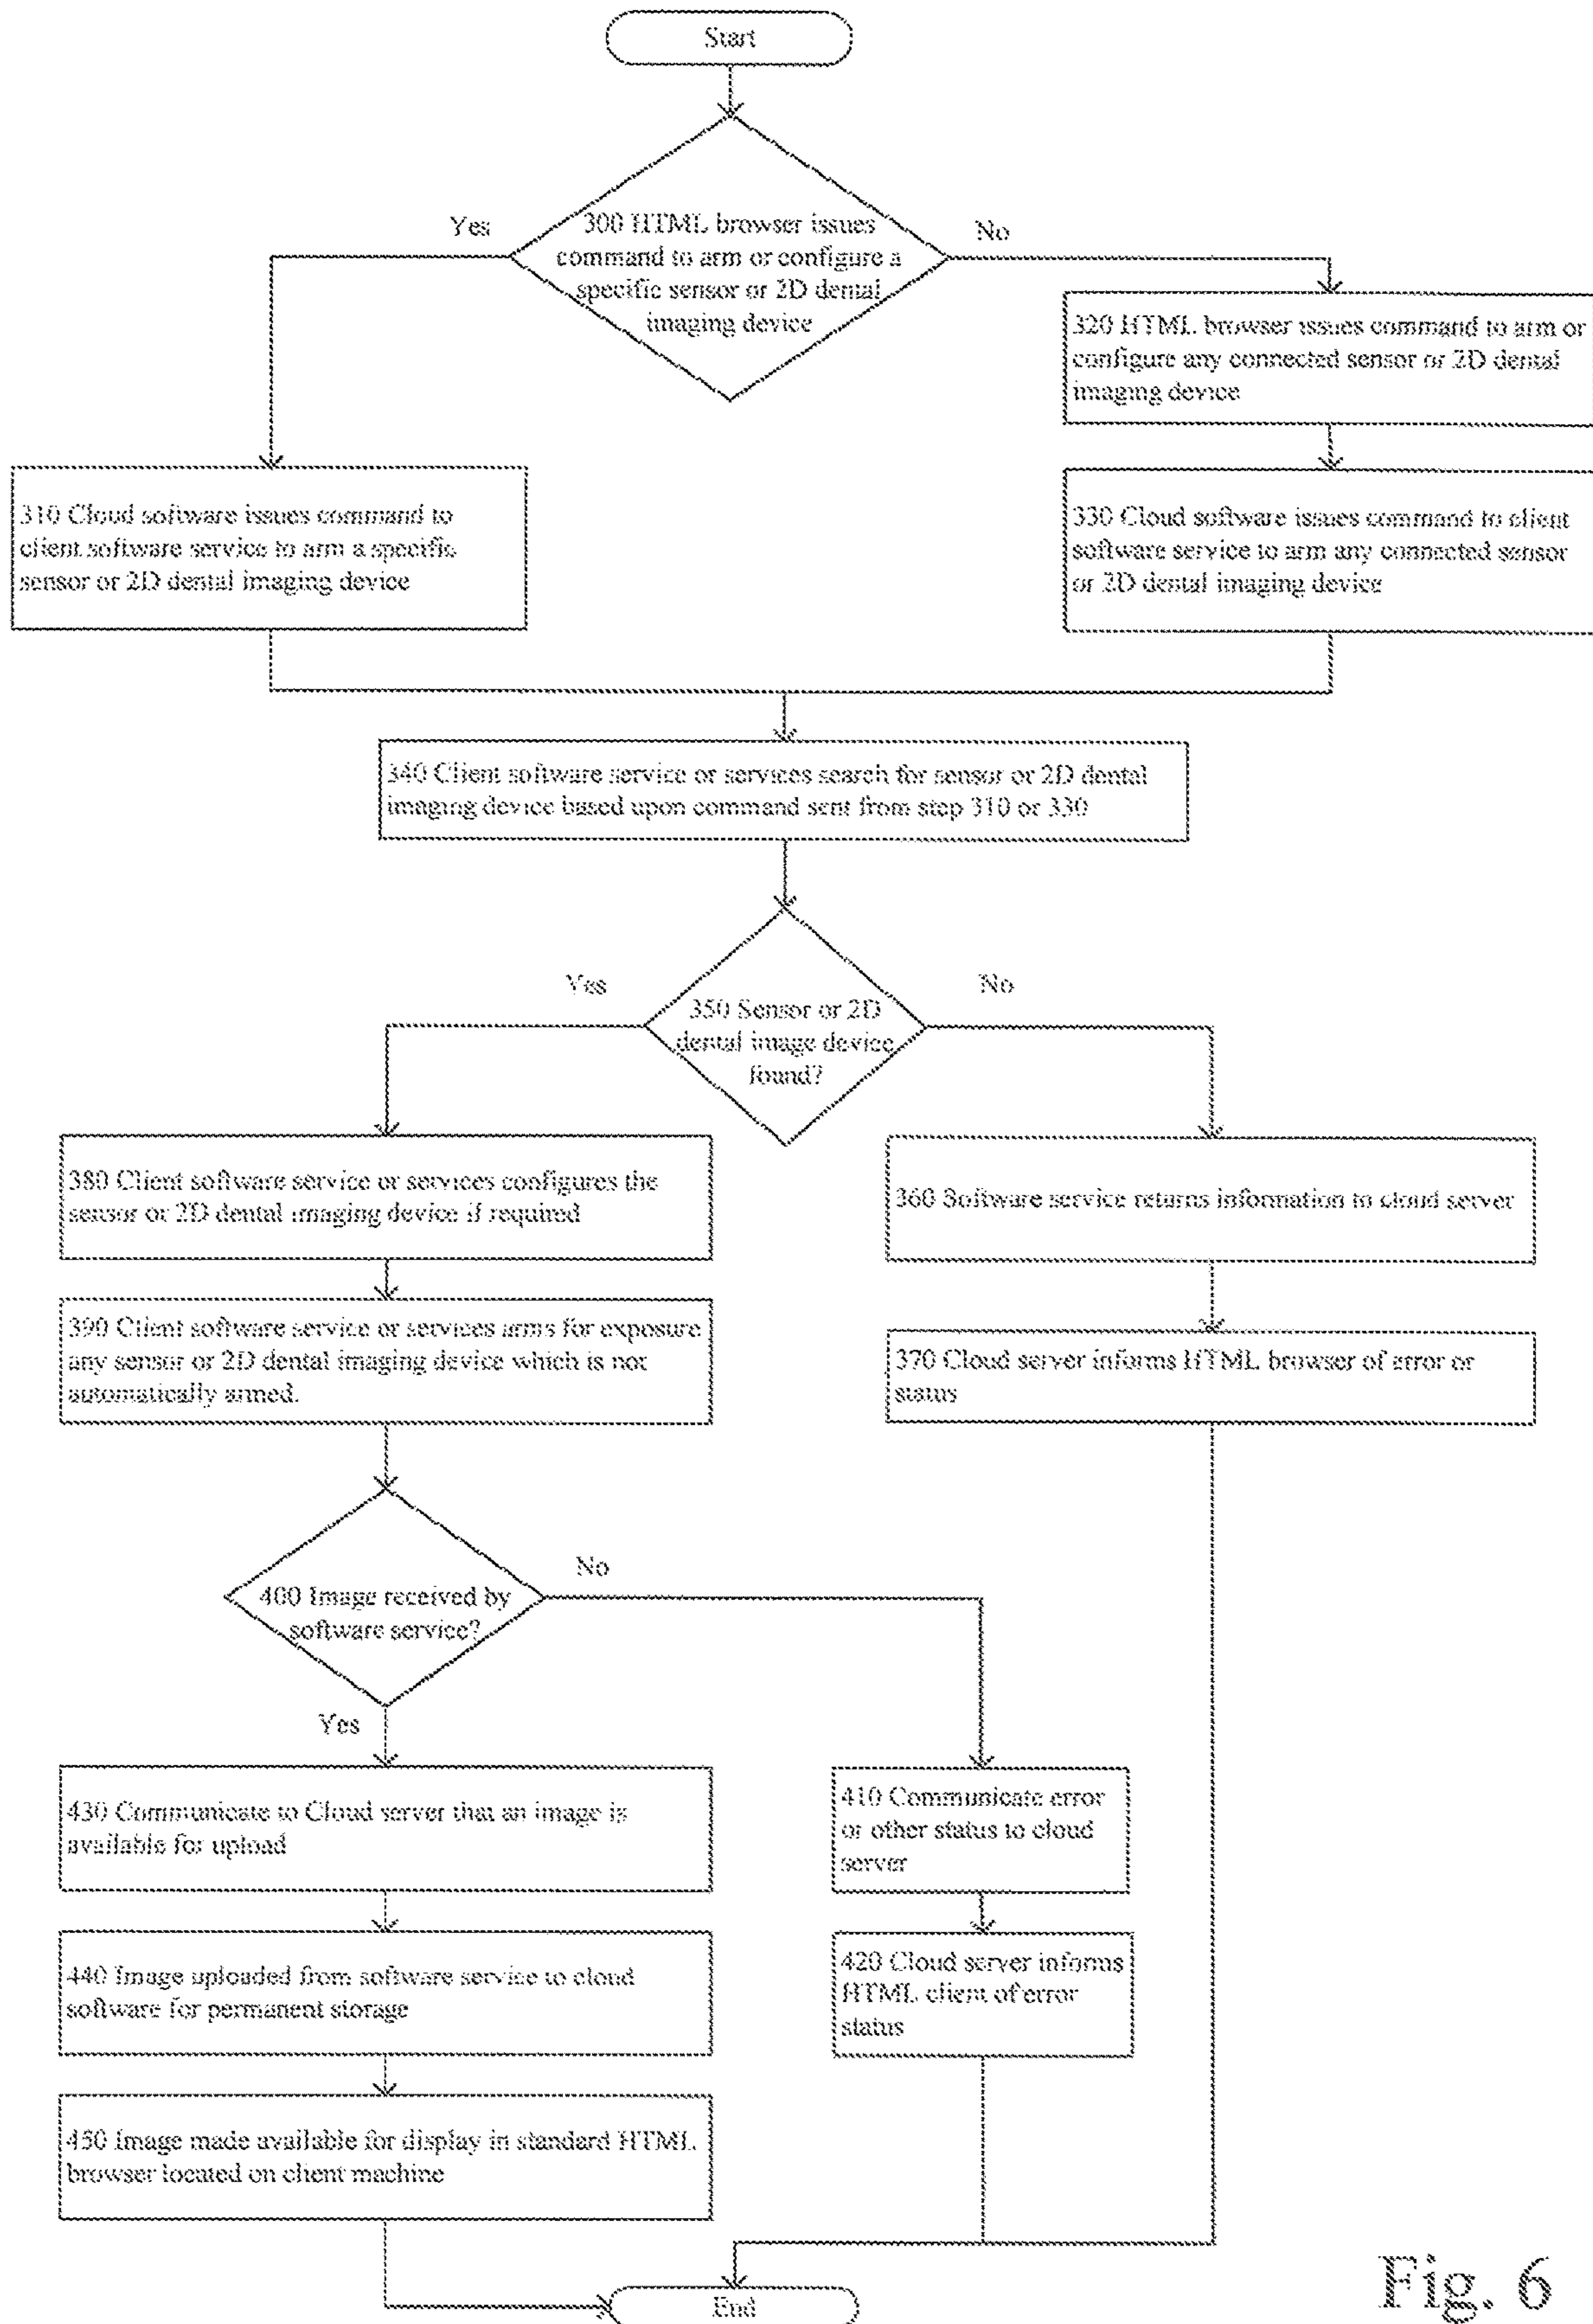 Start
Yes
No
300 HTML browser issues
command to arm or configure a
specific sensor or 2D dental
imaging device
320 HTML browser issues command to arm or
configure any connected sensor or 2D dental
imaging device
310 Cloud software issues command to
client software service to arm a specific
sensor or 2D dental imaging device
330 Cloud software issues command to client
software service to arm any connected sensor
or 2D dental imaging device
340 Client software service or services search for sensor or 2D dental
imaging device based upon command sent from step 310 or 330
Yes
No
350 Sensor or 2D
dental image device
found?
380 Client software service or services configures the
sensor or 2D dental imaging device if required
360 Software service returns information to cloud server
390 Client software service or services arms for exposure
any sensor or 2D dental imaging device which is not
automatically armed.
370 Cloud server informs HTML browser of error or
status
No
400 Image received by
software service?
Yes
430 Communicate to Cloud server that an image is
available for upload
410 Communicate error
or other status to cloud
server
440 Image uploaded from software service to cloud
software for permanent storage
420 Cloud server informs
HTML client of error
status
450 Image made available for display in standard HTML
browser located on client machine
End
Fig. 6